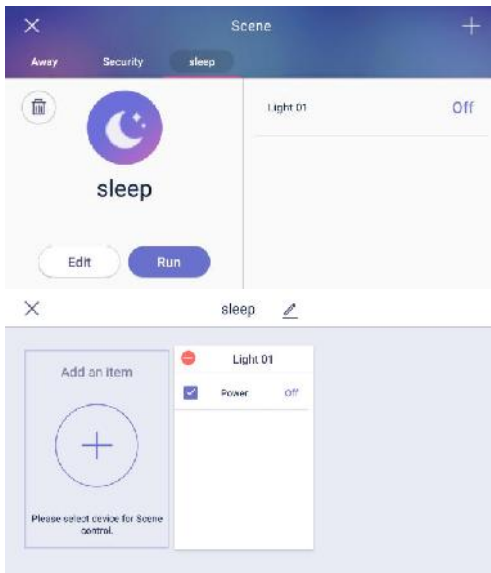 Scene
Away Security sleep
Light 01 Off
sleep
Edit Run
sleep
Add an item
Light 01
Power Off
Please select device for Scene
control.